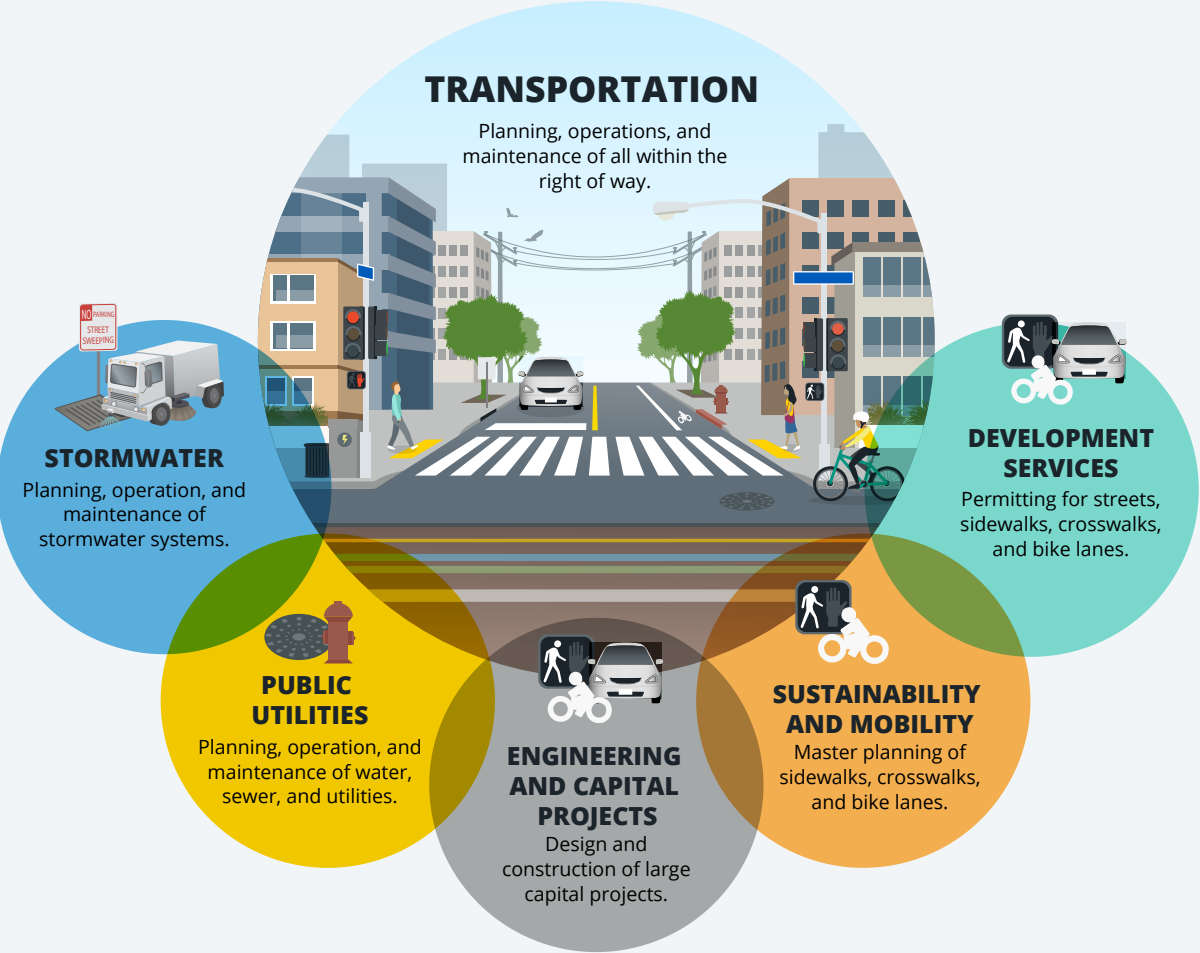 TRANSPORTATION
Planning, operations, and
maintenance of all within the
right of way.
NO PARKING
STREET
SWEEPING
STORMWATER
Planning, operation, and
maintenance of
stormwater systems.
DEVELOPMENT
SERVICES
Permitting for streets,
sidewalks, crosswalks,
and bike lanes.
PUBLIC
UTILITIES
Planning, operation, and
maintenance of water,
sewer, and utilities.
ENGINEERING
AND CAPITAL
PROJECTS
Design and
construction of large
capital projects.
SUSTAINABILITY
AND MOBILITY
Master planning of
sidewalks, crosswalks,
and bike lanes.